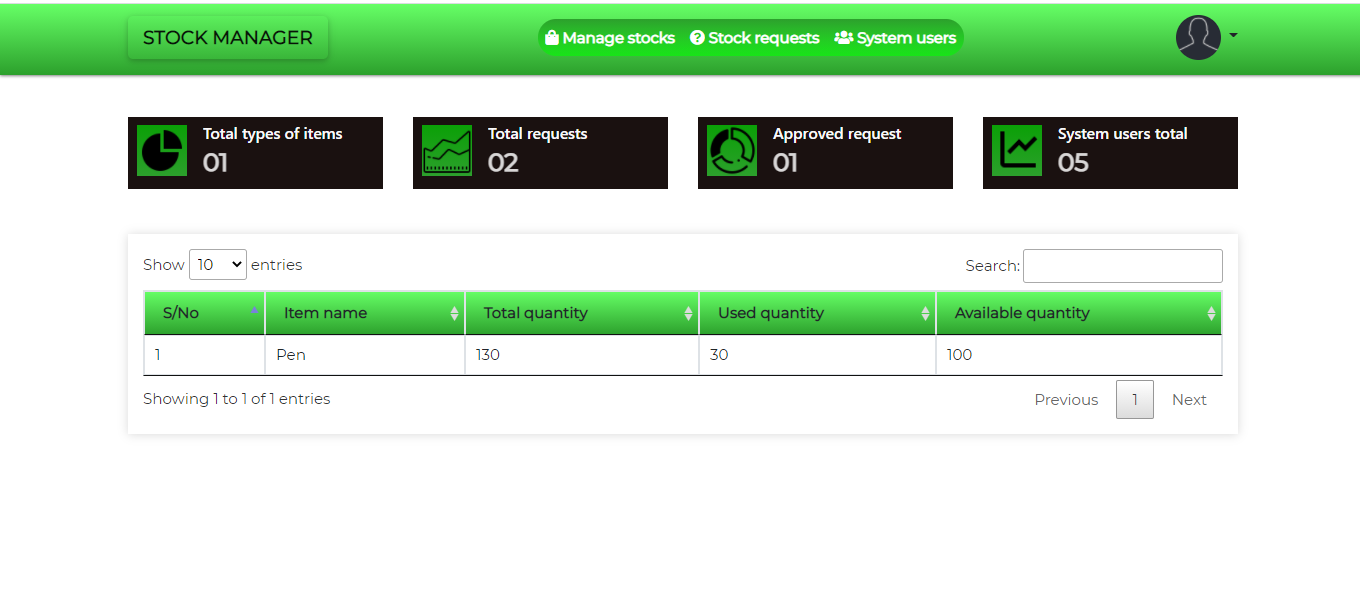 STOCK MANAGER Manage stocks Stock requests System users
Total types of items Total requests Approved request System users total
01 02 01 05
Show 10 entries Search:
S/No Item name Total quantity Used quantity Available quantity
1 Pen 130 30 100
Showing 1 to 1 of 1 entries Previous 1 Next